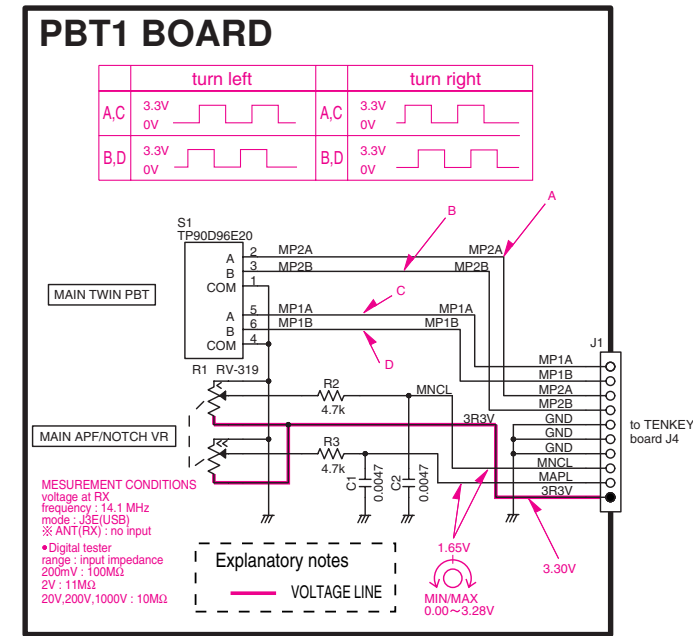 PBT1 BOARD
turn left turn right
A,C 3.3V 0V A,C 3.3V 0V
B,D 3.3V 0V B,D 3.3V 0V
A
B
S1
TP90D96E20
A 2 MP2A MP2A
B 3 MP2B MP2B
COM 1
MAIN TWIN PBT
C
A 5 MP1A MP1A
B 6 MP1B MP1B
COM 4
D
J1
R1 RV-319
MP1A
MP1B
MP2A
MP2B
GND
GND
GND
MNCL
MAPL
3R3V
to TENKEY
board J4
R2
4.7k
MNCL
3R3V
MAIN APF/NOTCH VR
R3
4.7k
C1
0.0047
C2
0.0047
MESUREMENT CONDITIONS
voltage at RX
frequency : 14.1 MHz
mode : J3E(USB)
※ ANT(RX) : no input
●Digital tester
range : input impedance
200mV : 100MΩ
2V : 11MΩ
20V,200V,1000V : 10MΩ
Explanatory notes
VOLTAGE LINE
1.65V
MIN/MAX
0.00～3.28V
3.30V